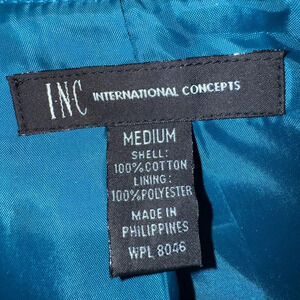 INC INTERNATIONAL CONCEPTS
MEDIUM
SHELL:
100%COTTON
LINING:
100%POLYESTER
MADE IN
PHILIPPINES
WPL 8046